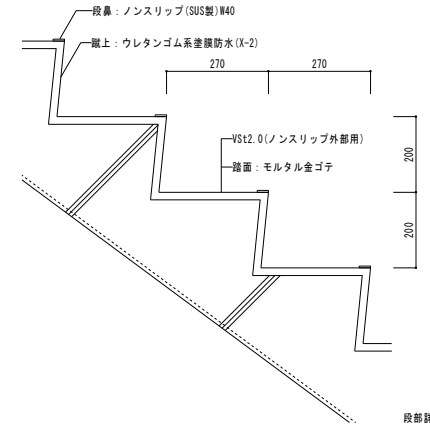 段鼻：ノンスリップ(SUS製)W40
蹴上：ウレタンゴム系塗膜防水(X-2)
270 270
VSt2.0(ノンスリップ外部用)
踏面：モルタル金ゴテ
200
200
段部詳